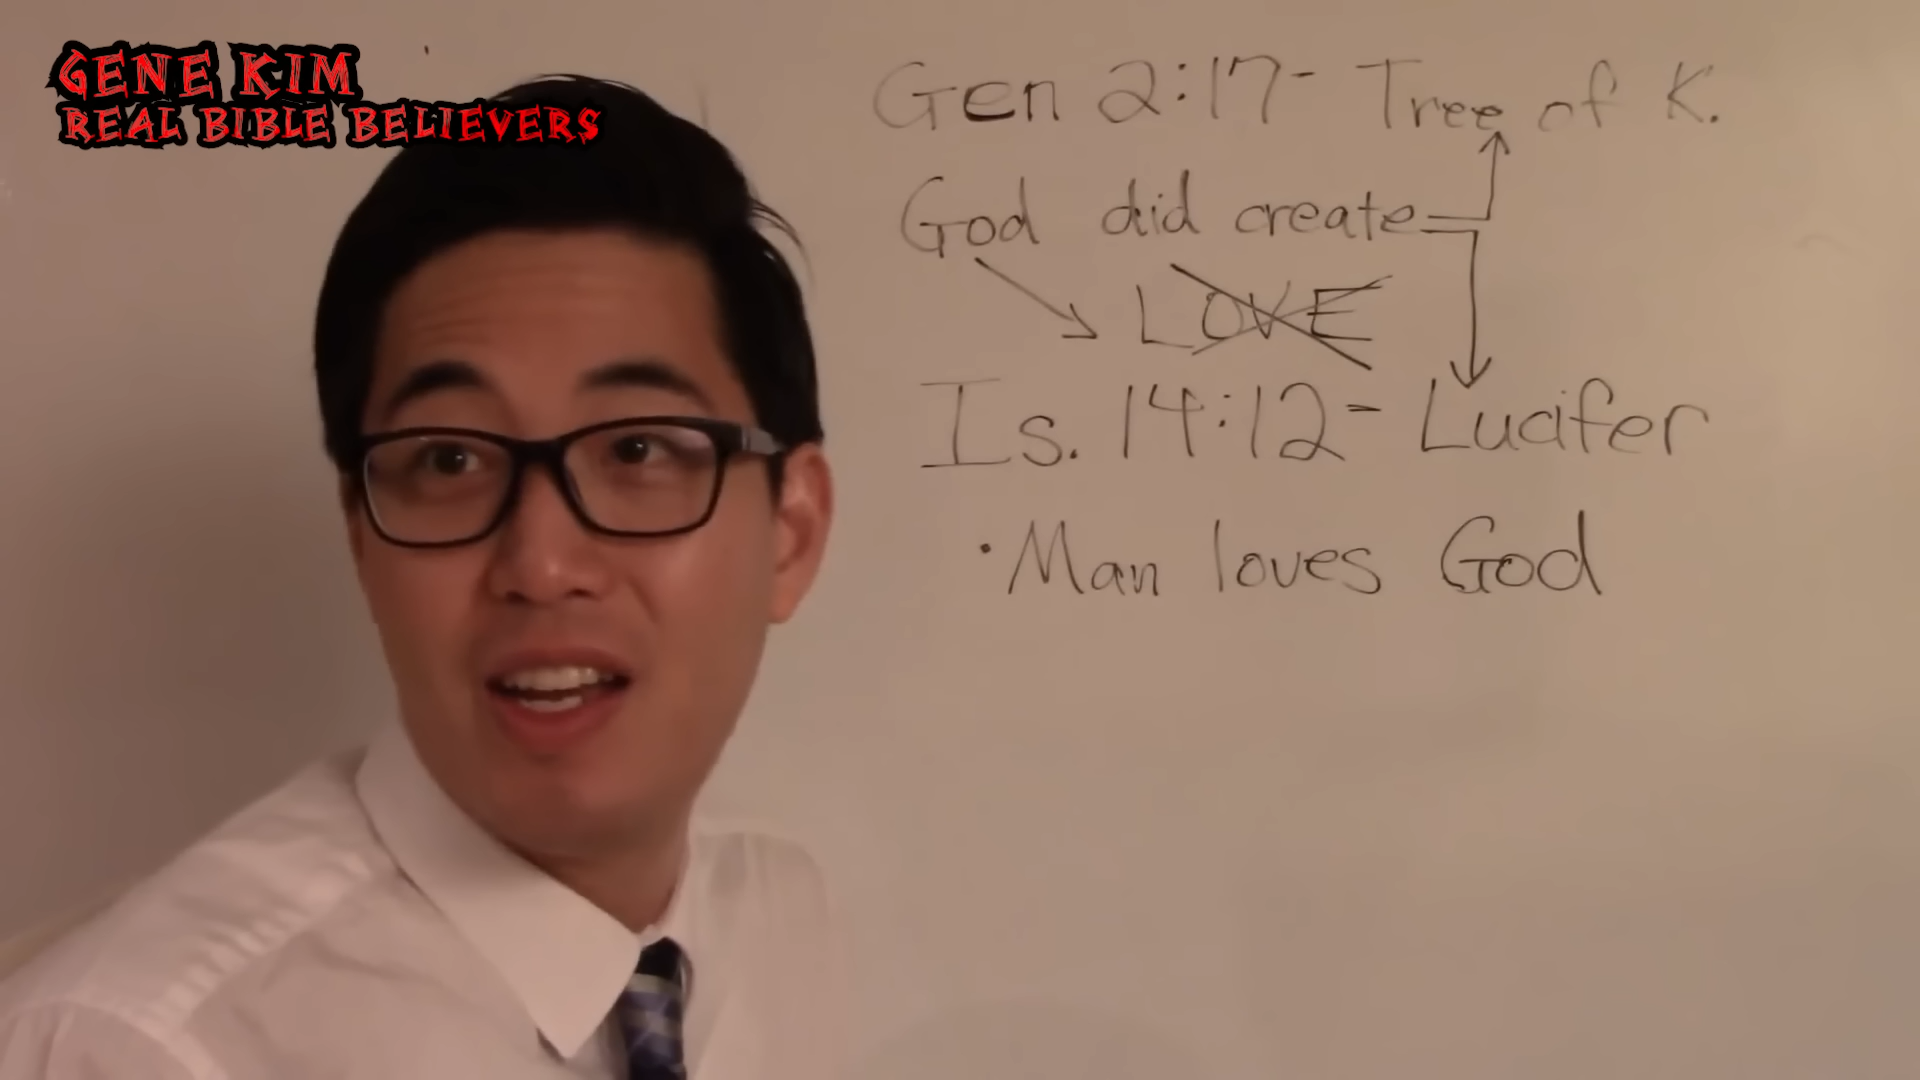 GENE KIM
REAL BIBLE BELIEVERS
Gen 2:17- Tree of K.
God did create
LOVE
Is. 14:12- Lucifer
· Man loves God